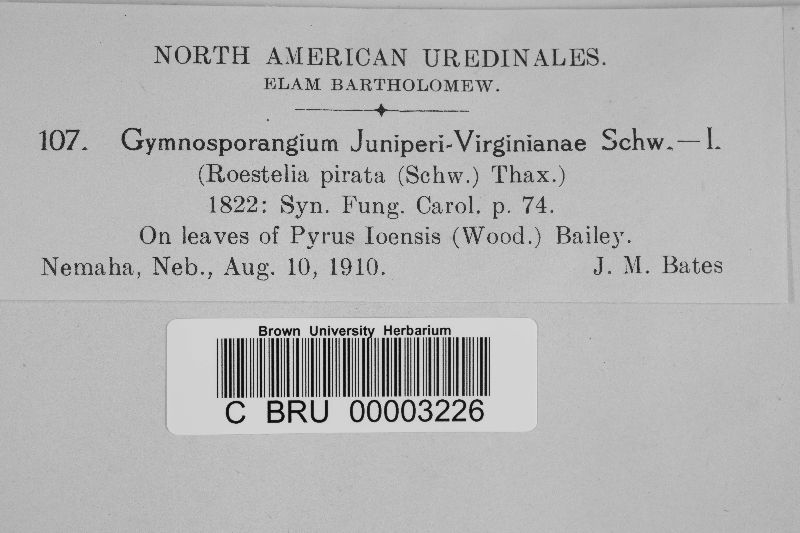 NORTH AMERICAN UREDINALES.
ELAM BARTHOLOMEW.
107. Gymnosporangium Juniperi-Virginianae Schw.—I.
(Roestelia pirata (Schw.) Thax.)
1822: Syn. Fung. Carol. p. 74.
On leaves of Pyrus Ioensis (Wood.) Bailey.
Nemaha, Neb., Aug. 10, 1910. J. M. Bates
Brown University Herbarium
C BRU 00003226